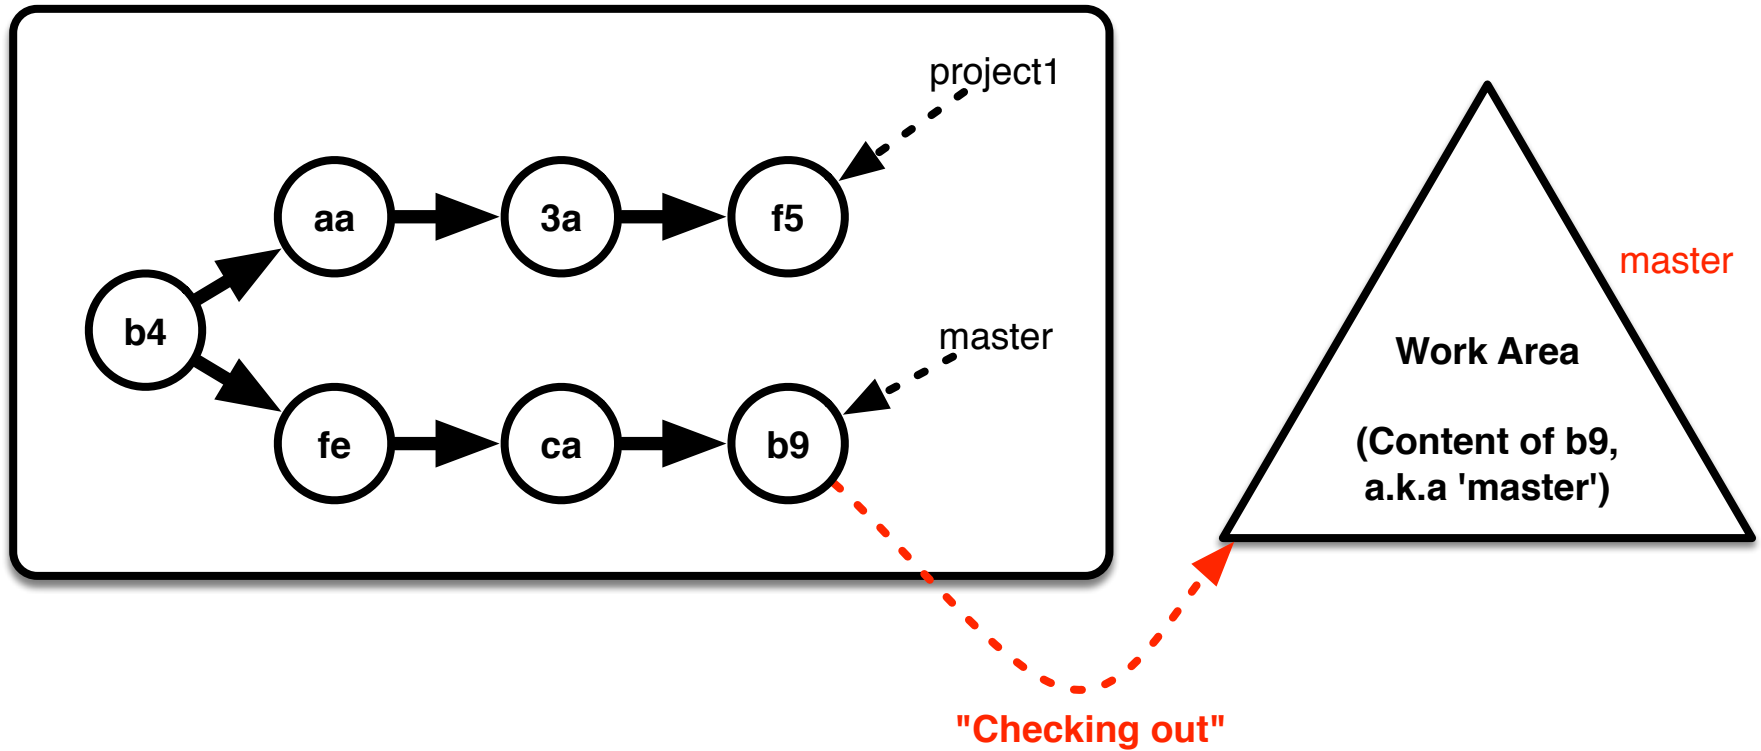 project1
aa
3a
f5
b4
master
fe
ca
b9
master
Work Area
(Content of b9,
a.k.a 'master')
"Checking out"